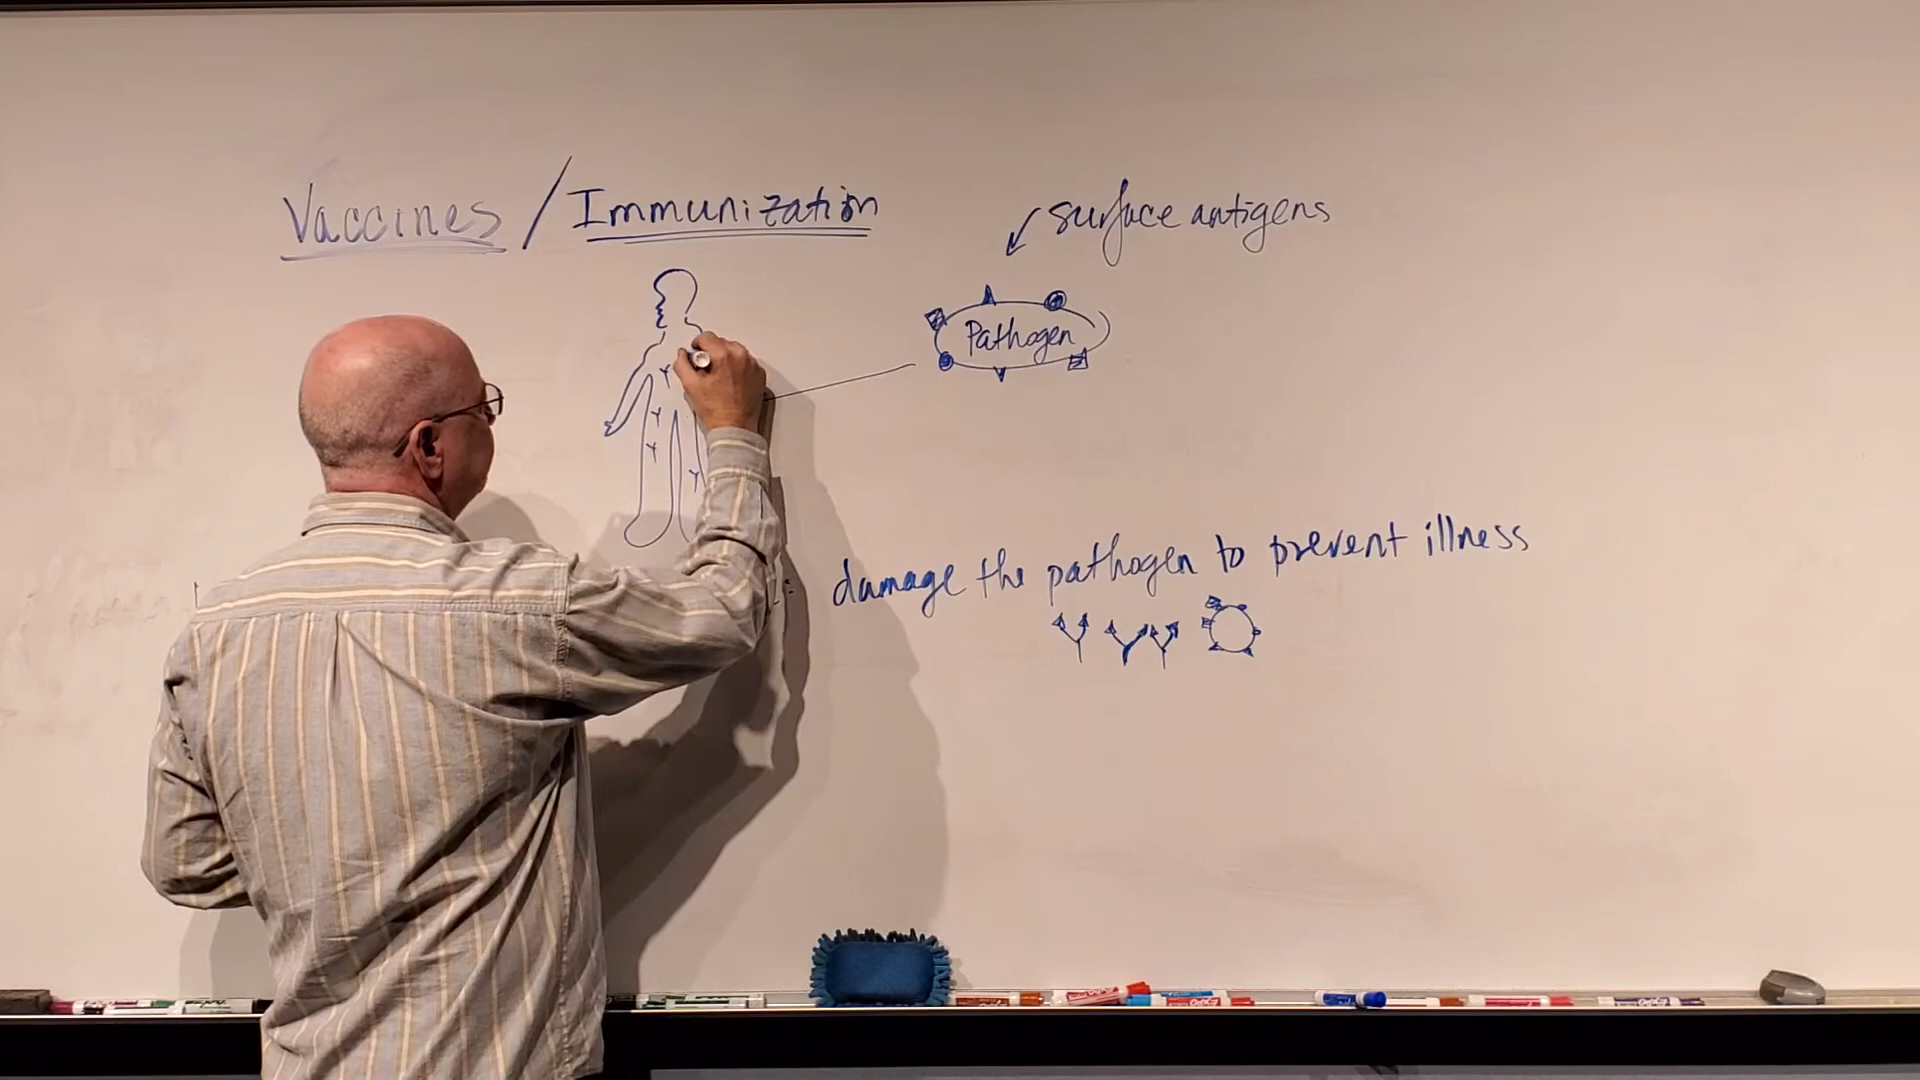 Vaccines / Immunization
surface antigens
Pathogen
damage the pathogen to prevent illness